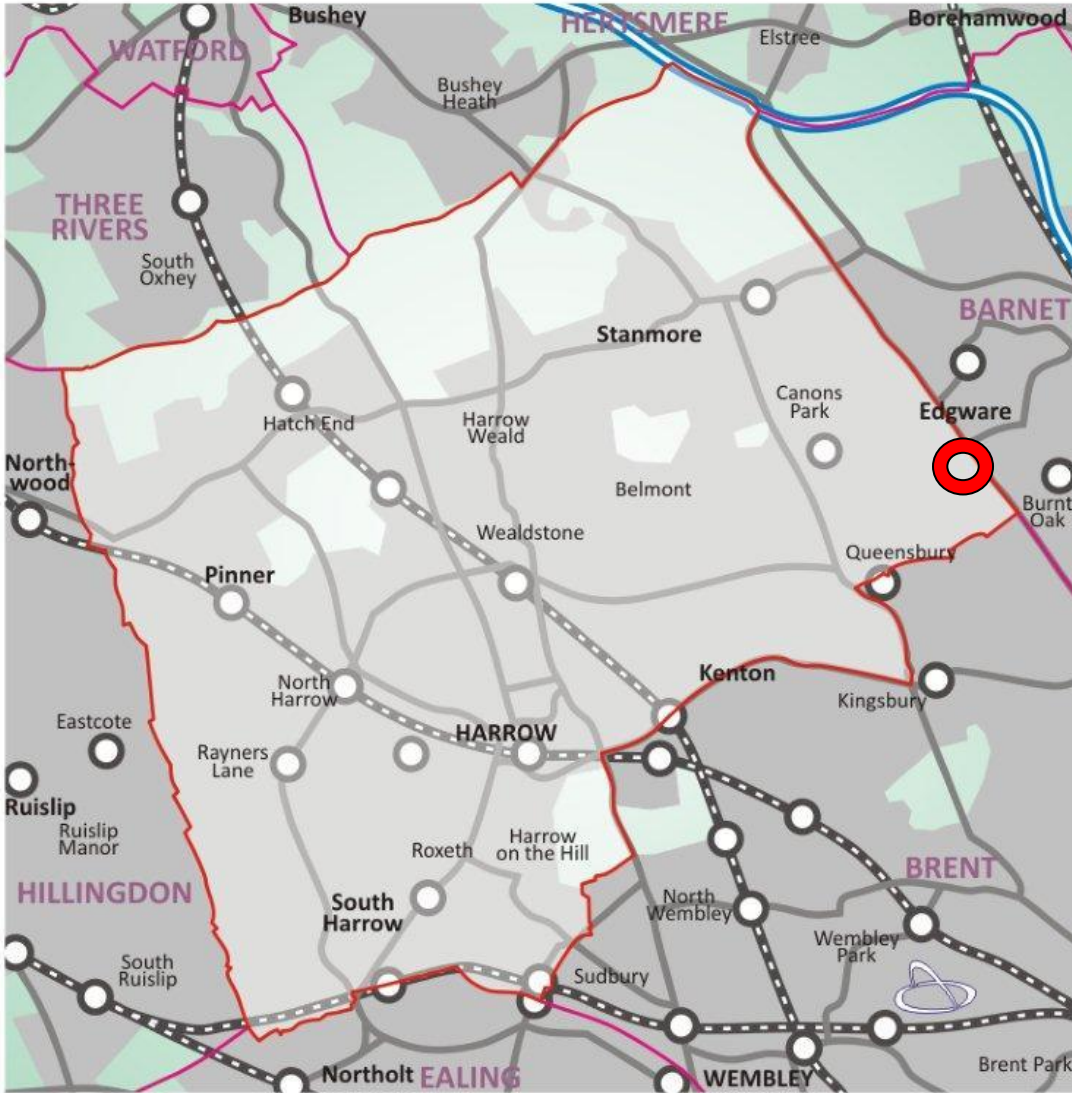 Bushey
HERTSMERE
Borehamwood
WATFORD
Elstree
Bushey
Heath
THREE
RIVERS
South
Oxhey
BARNET
Stanmore
Canons
Park
Edgware
Hatch End
Harrow
Weald
North-
wood
Belmont
Burnt
Oak
Wealdstone
Queensbury
Pinner
North
Harrow
Kenton
Kingsbury
Eastcote
HARROW
Rayners
Lane
Ruislip
Ruislip
Manor
Roxeth
Harrow
on the Hill
HILLINGDON
BRENT
South
Harrow
North
Wembley
Wembley
Park
South
Ruislip
Sudbury
Northolt
EALING
WEMBLEY
Brent Park